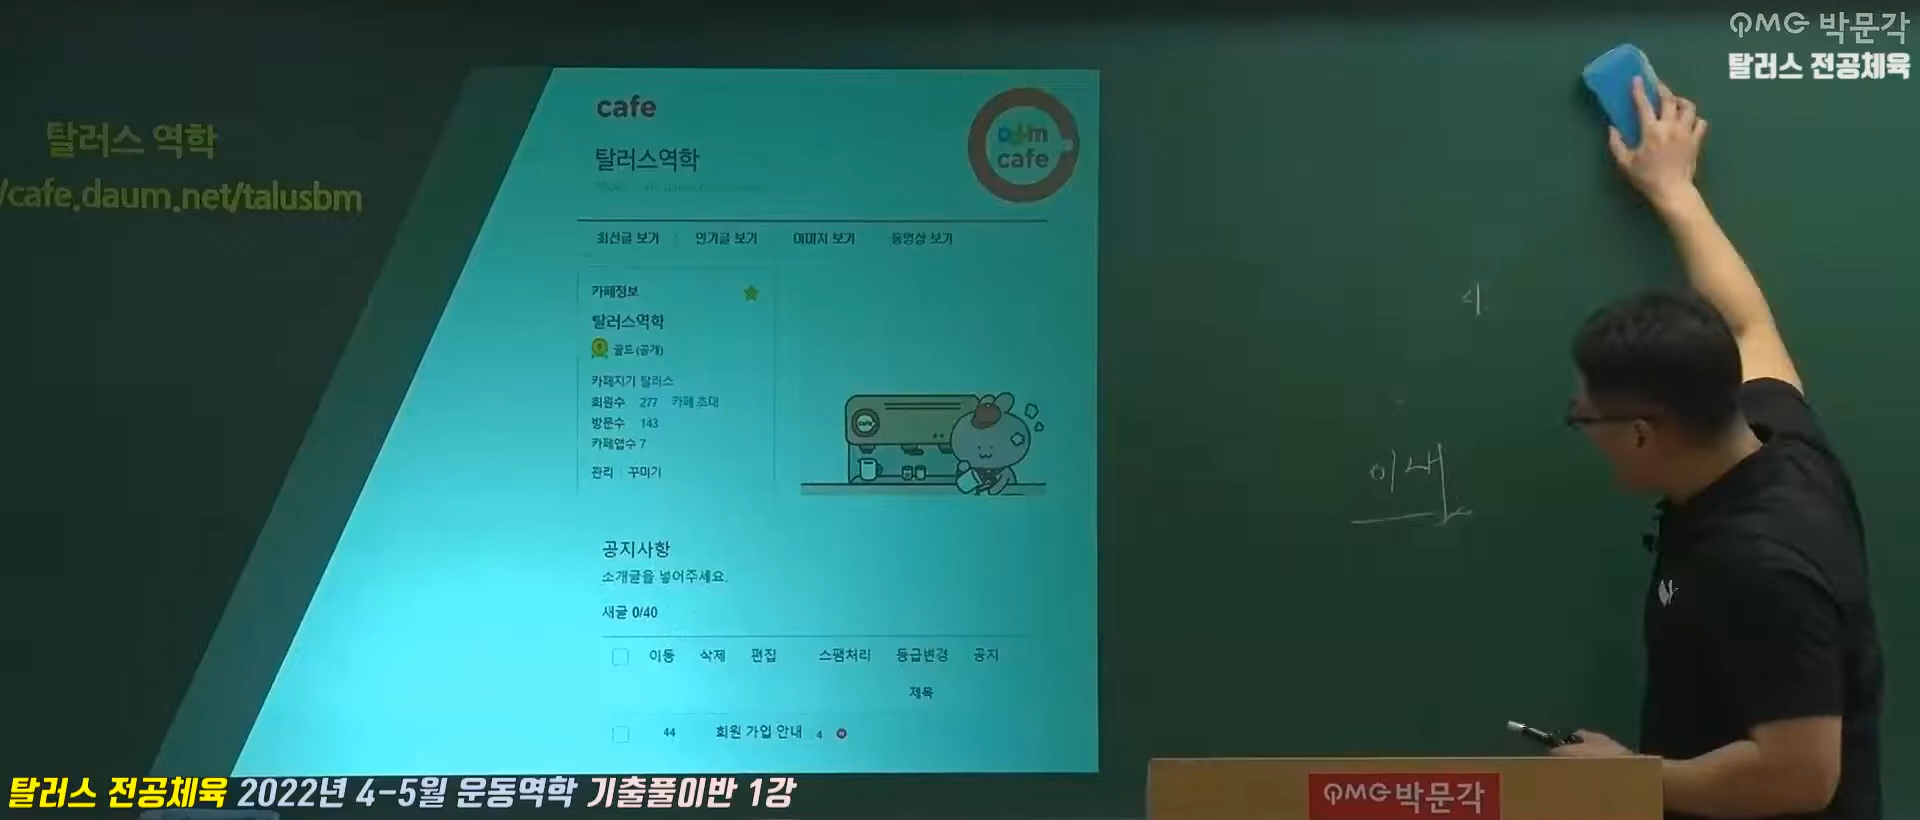 PMG 박문각
탈러스 전공체육
탈러스 역학
/cafe.daum.net/talusbm
cafe
탈러스역학
Daum
cafe
최신글 보기 인기글 보기 이미지 보기 동영상 보기
카페정보
탈러스역학
골드 (공개)
카페지기 탈러스
회원수 277 카페 초대
방문수 143
카페앱수 7
관리 꾸미기
cafe
공지사항
소개글을 넣어주세요.
새글 0/40
이동 삭제 편집 스팸처리 등급변경 공지
제목
44 회원 가입 안내 4 N
이내
탈러스 전공체육 2022년 4-5월 운동역학 기출풀이반 1강
PMG 박문각